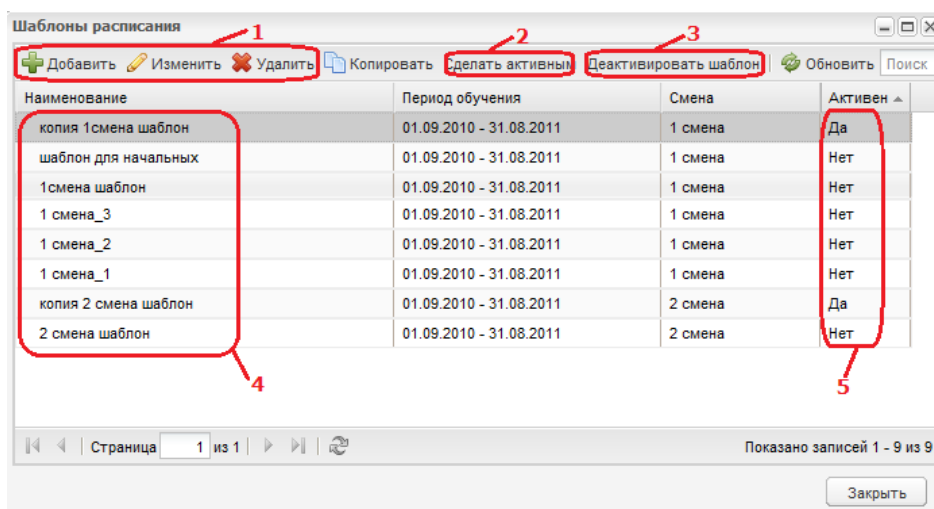 Шаблоны расписания
1 2 3
Добавить Изменить Удалить Копировать Сделать активным Деактивировать шаблон Обновить Поиск
Наименование Период обучения Смена Активен
копия 1смена шаблон 01.09.2010 - 31.08.2011 1 смена Да
шаблон для начальных 01.09.2010 - 31.08.2011 1 смена Нет
1смена шаблон 01.09.2010 - 31.08.2011 1 смена Нет
1 смена_3 01.09.2010 - 31.08.2011 1 смена Нет
1 смена_2 01.09.2010 - 31.08.2011 1 смена Нет
1 смена_1 01.09.2010 - 31.08.2011 1 смена Нет
копия 2 смена шаблон 01.09.2010 - 31.08.2011 2 смена Да
2 смена шаблон 01.09.2010 - 31.08.2011 2 смена Нет
4 5
Страница 1 из 1 Показано записей 1 - 9 из 9
Закрыть